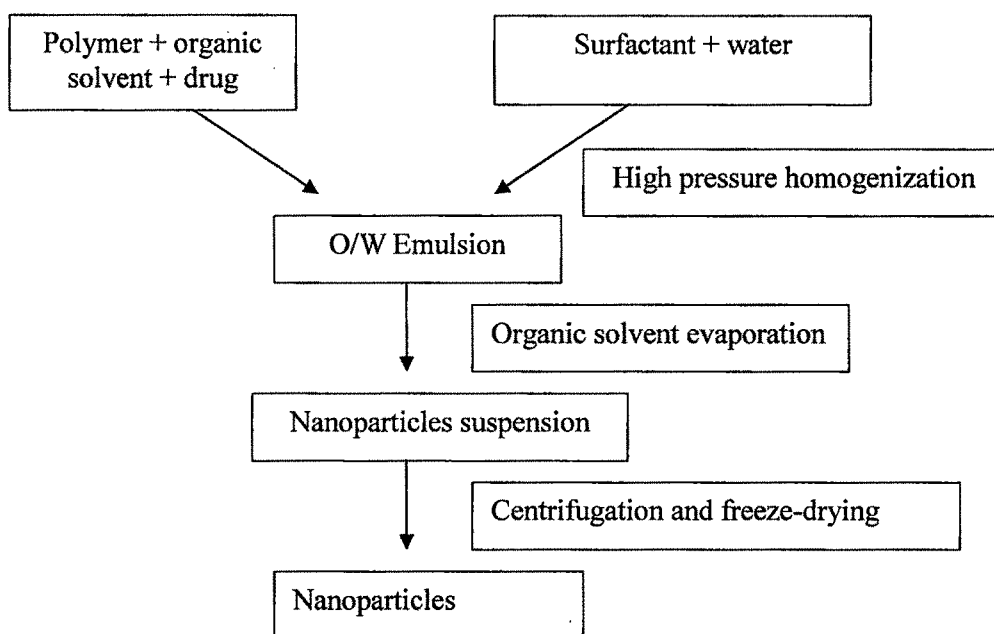 Polymer + organic
solvent + drug
Surfactant + water
High pressure homogenization
O/W Emulsion
Organic solvent evaporation
Nanoparticles suspension
Centrifugation and freeze-drying
Nanoparticles